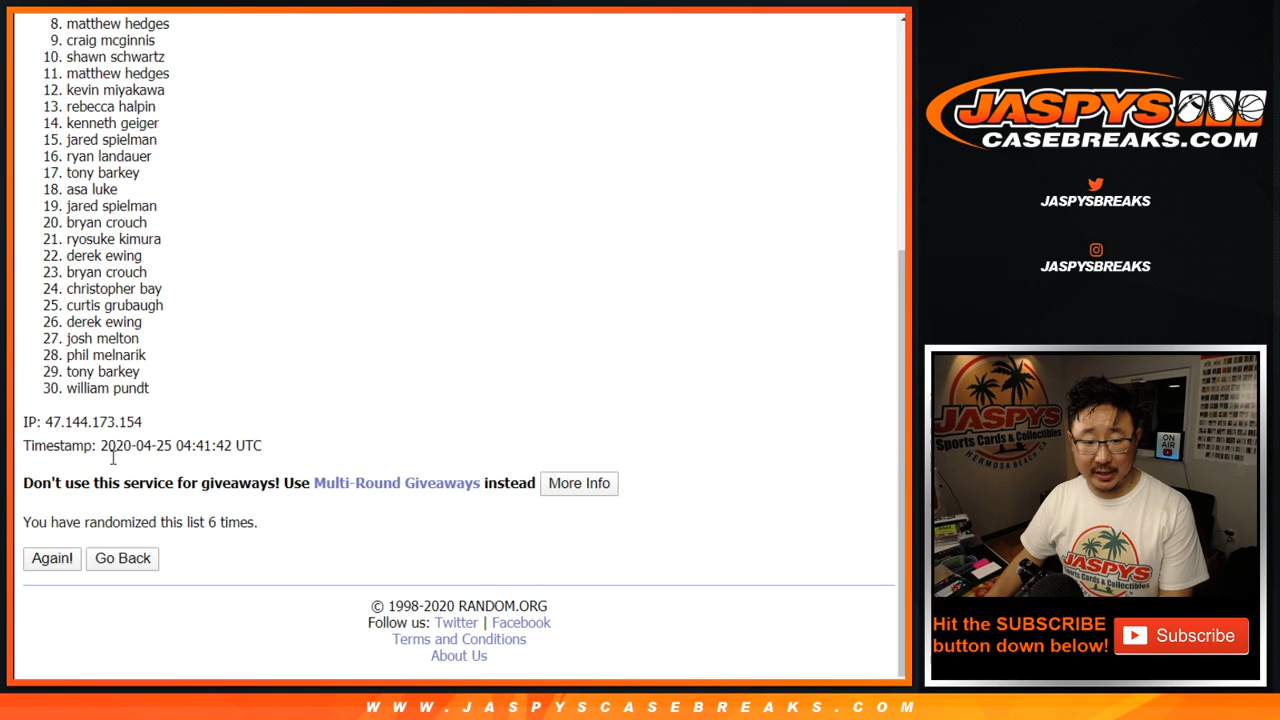 8. matthew hedges
9. craig mcginnis
10. shawn schwartz
11. matthew hedges
12. kevin miyakawa
13. rebecca halpin
14. kenneth geiger
15. jared spielman
16. ryan landauer
17. tony barkey
18. asa luke
19. jared spielman
20. bryan crouch
21. ryosuke kimura
22. derek ewing
23. bryan crouch
24. christopher bay
25. curtis grubaugh
26. derek ewing
27. josh melton
28. phil melnarik
29. tony barkey
30. william pundt
IP: 47.144.173.154
Timestamp: 2020-04-25 04:41:42 UTC
Don't use this service for giveaways! Use Multi-Round Giveaways instead More Info
You have randomized this list 6 times.
Again! Go Back
© 1998-2020 RANDOM.ORG
Follow us: Twitter | Facebook
Terms and Conditions
About Us
JASPYS
CASEBREAKS.COM
JASPYSBREAKS
JASPYSBREAKS
JASPYS
Sports Cards & Collectibles
HERMOSA BEACH, CA
ON AIR
JASPYS
Sports Cards & Collectibles
Hit the SUBSCRIBE
button down below!
Subscribe
WWW.JASPYSCASEBREAKS.COM